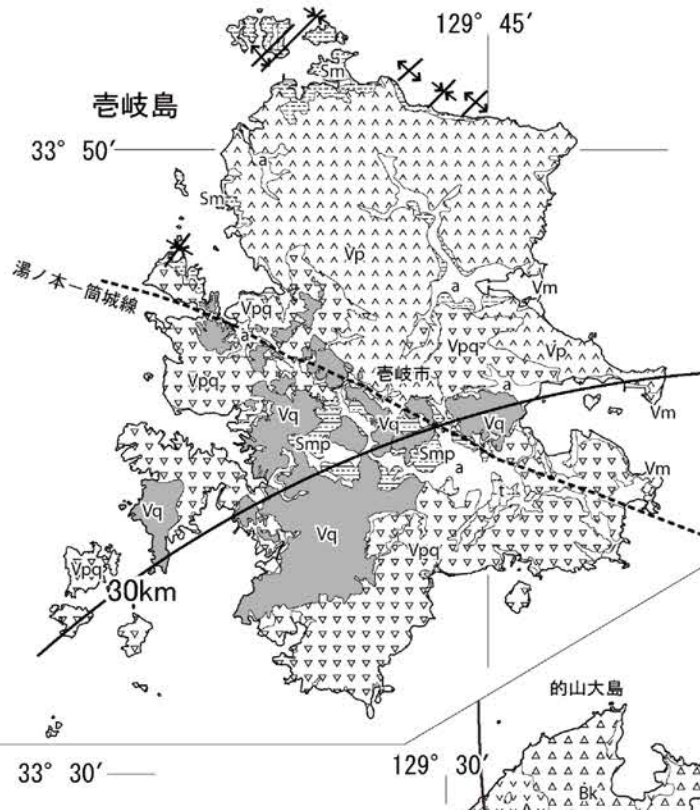 129° 45′
Sm
壱岐島
33° 50′
a
Sm
湯ノ本－筒城線
Vp
Vm
a
Vpq
a
Vpq
Vp
Vpq
壱岐市
a
Vm
Vq
Vq
Vq
Smp
Smp
a
Vm
t
Vq
Vq
Vpq
Vpq
30km
的山大島
33° 30′
129° 30′
Bk